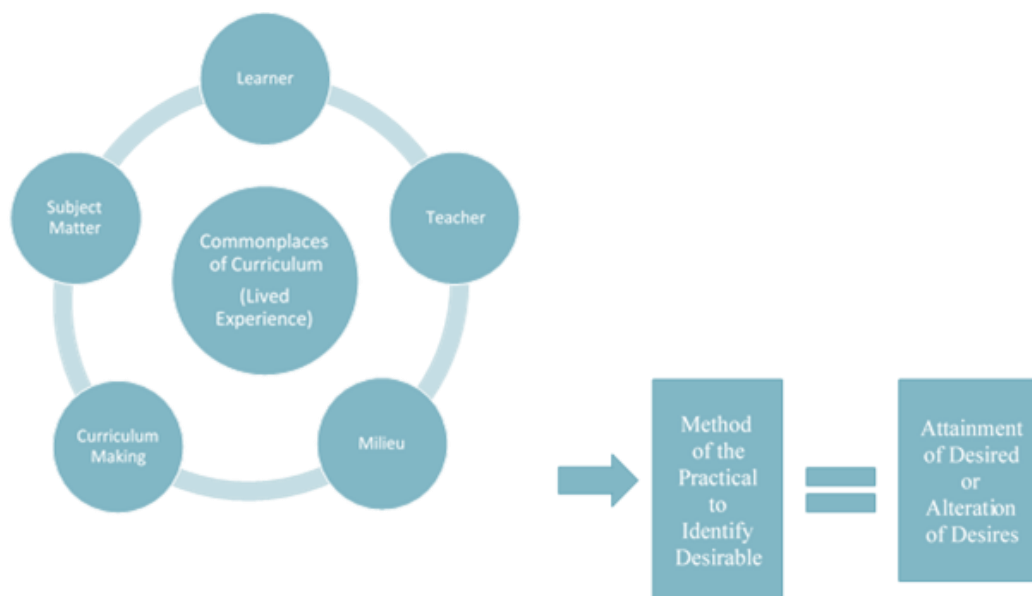 Learner
Subject
Matter
Teacher
Commonplaces
of Curriculum
(Lived
Experience)
Curriculum
Making
Milieu
Method
of the
Practical
to
Identify
Desirable
Attainment
of Desired
or
Alteration
of Desires